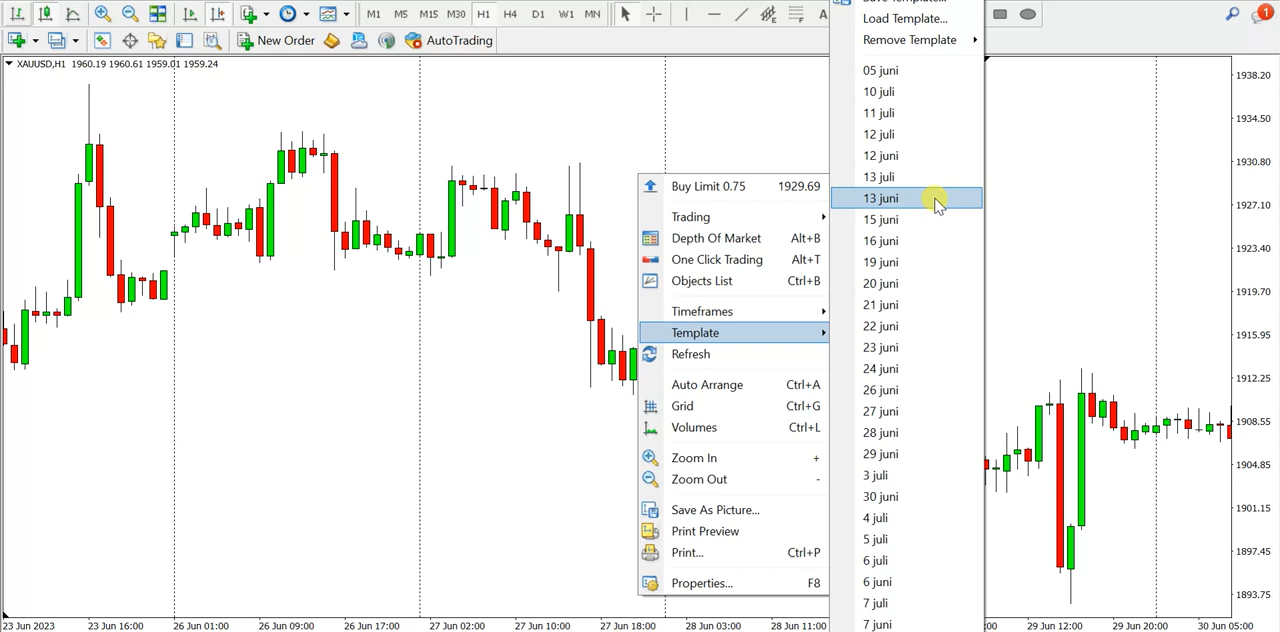 M1 M5 M15 M30 H1 H4 D1 W1 MN
A
1
New Order
AutoTrading
XAUUSD,H1 1960.19 1960.61 1959.01 1959.24
Load Template...
Remove Template
05 juni
10 juli
11 juli
12 juli
12 juni
13 juli
13 juni
15 juni
16 juni
19 juni
20 juni
21 juni
22 juni
23 juni
24 juni
26 juni
27 juni
28 juni
29 juni
3 juli
30 juni
4 juli
5 juli
6 juli
6 juni
7 juli
7 juni
Buy Limit 0.75 1929.69
Trading
Depth Of Market Alt+B
One Click Trading Alt+T
Objects List Ctrl+B
Timeframes
Template
Refresh
Auto Arrange Ctrl+A
Grid Ctrl+G
Volumes Ctrl+L
Zoom In +
Zoom Out -
Save As Picture...
Print Preview
Print... Ctrl+P
Properties... F8
1938.20
1934.50
1930.80
1927.10
1923.40
1919.70
1915.95
1912.25
1908.55
1904.85
1901.15
1897.45
1893.75
23 Jun 2023 23 Jun 16:00 26 Jun 01:00 26 Jun 09:00 26 Jun 17:00 27 Jun 02:00 27 Jun 10:00 27 Jun 18:00 28 Jun 03:00 28 Jun 11:00 29 Jun 12:00 29 Jun 20:00 30 Jun 05:00